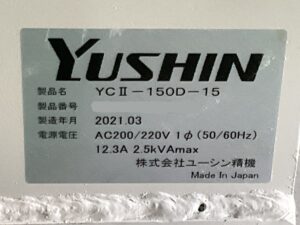 YUSHIN
製品名 YCⅡ-150D-15
製品番号
製造年月 2021.03
電源電圧 AC200/220V 1φ (50/60Hz)
12.3A 2.5kVAmax
株式会社ユーシン精機
Made In Japan